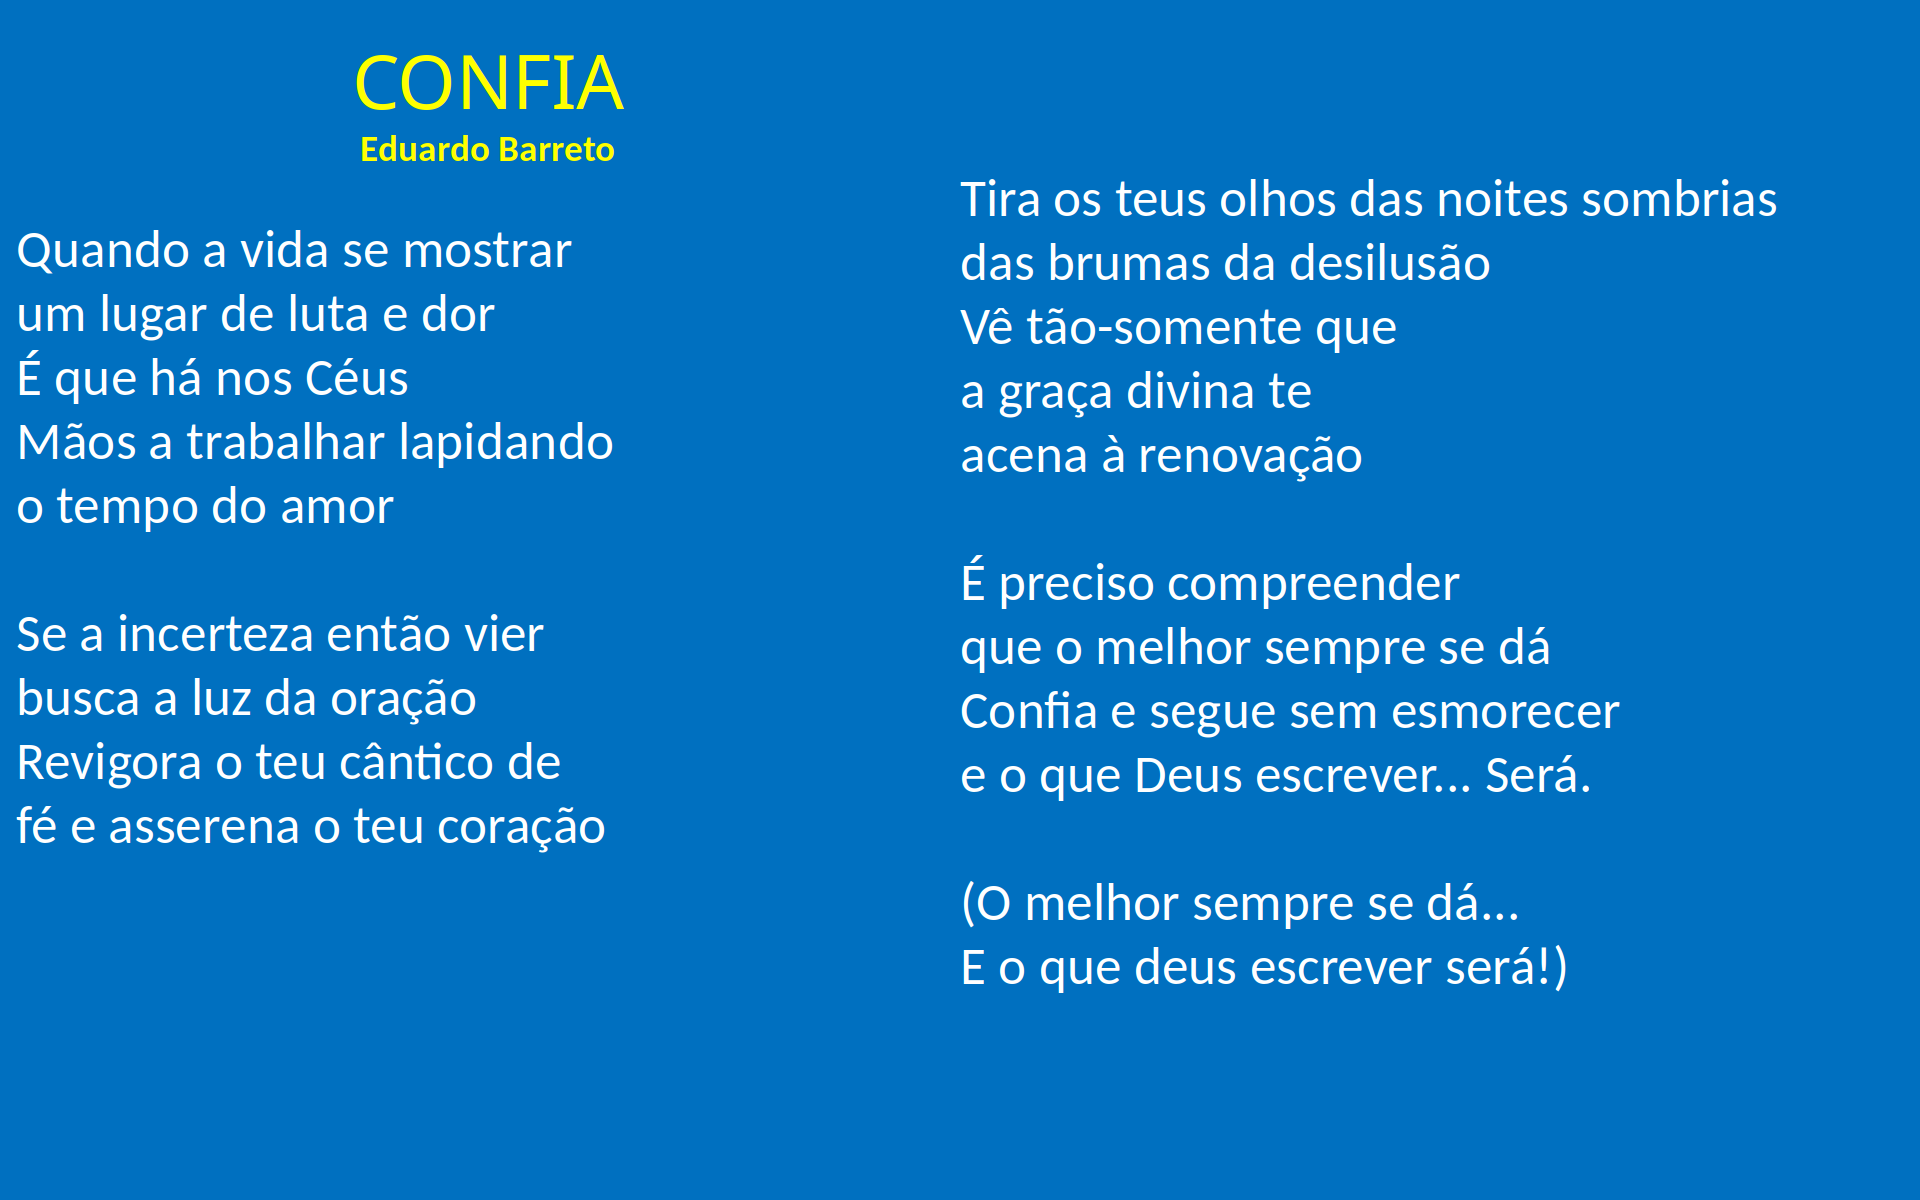 CONFIA
Eduardo Barreto
Quando a vida se mostrar
um lugar de luta e dor
É que há nos Céus
Mãos a trabalhar lapidando
o tempo do amor
Se a incerteza então vier
busca a luz da oração
Revigora o teu cântico de
fé e asserena o teu coração
Tira os teus olhos das noites sombrias
das brumas da desilusão
Vê tão-somente que
a graça divina te
acena à renovação
É preciso compreender
que o melhor sempre se dá
Confia e segue sem esmorecer
e o que Deus escrever... Será.
(O melhor sempre se dá...
E o que deus escrever será!)